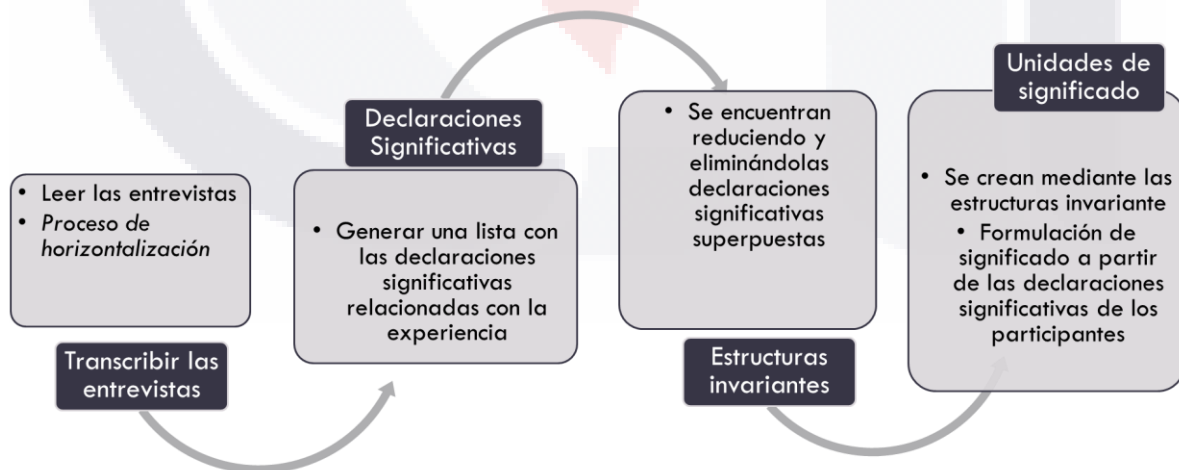 • Leer las entrevistas
• Proceso de
horizontalización
Transcribir las
entrevistas
Declaraciones
Significativas
• Generar una lista con
las declaraciones
significativas
relacionadas con la
experiencia
• Se encuentran
reduciendo y
eliminándolas
declaraciones
significativas
superpuestas
Estructuras
invariantes
Unidades de
significado
• Se crean mediante las
estructuras invariante
• Formulación de
significado a partir
de las declaraciones
significativas de los
participantes